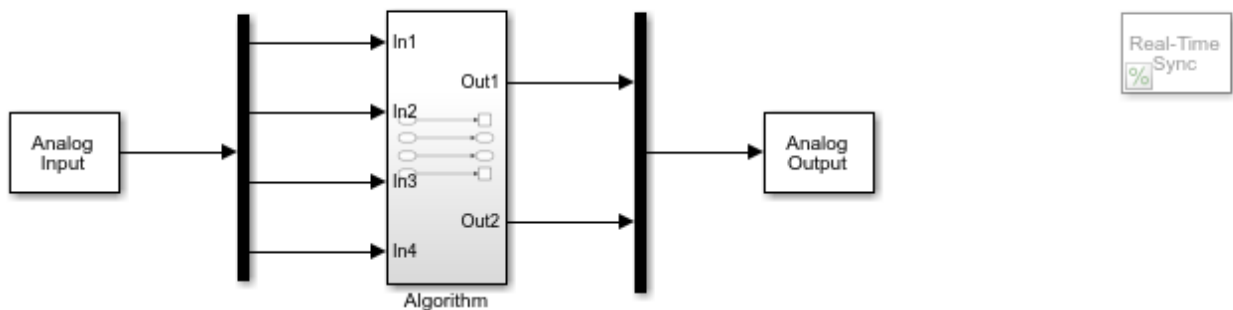 Analog
Input
In1
In2
In3
In4
Out1
Out2
Algorithm
Analog
Output
Real-Time
Sync
%